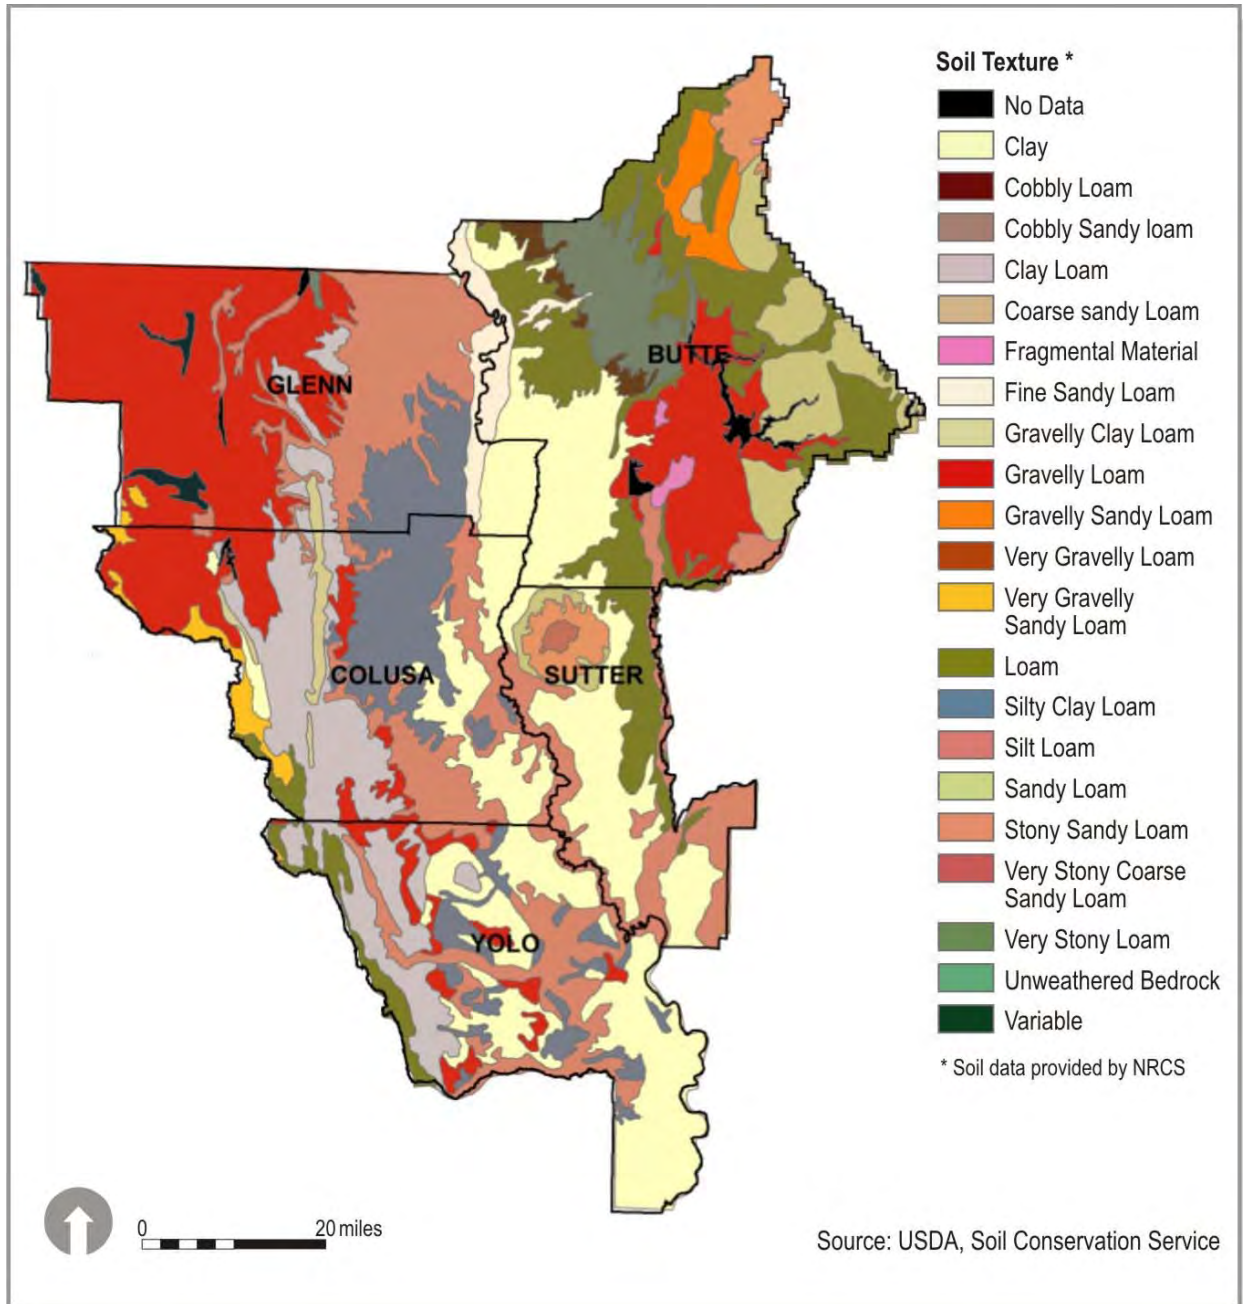 Soil Texture *
No Data
Clay
Cobbly Loam
Cobbly Sandy loam
Clay Loam
Coarse sandy Loam
Fragmental Material
Fine Sandy Loam
Gravelly Clay Loam
Gravelly Loam
Gravelly Sandy Loam
Very Gravelly Loam
Very Gravelly
Sandy Loam
Loam
Silty Clay Loam
Silt Loam
Sandy Loam
Stony Sandy Loam
Very Stony Coarse
Sandy Loam
Very Stony Loam
Unweathered Bedrock
Variable
* Soil data provided by NRCS
BUTTE
GLENN
COLUSA
SUTTER
YOLO
0 20 miles
Source: USDA, Soil Conservation Service